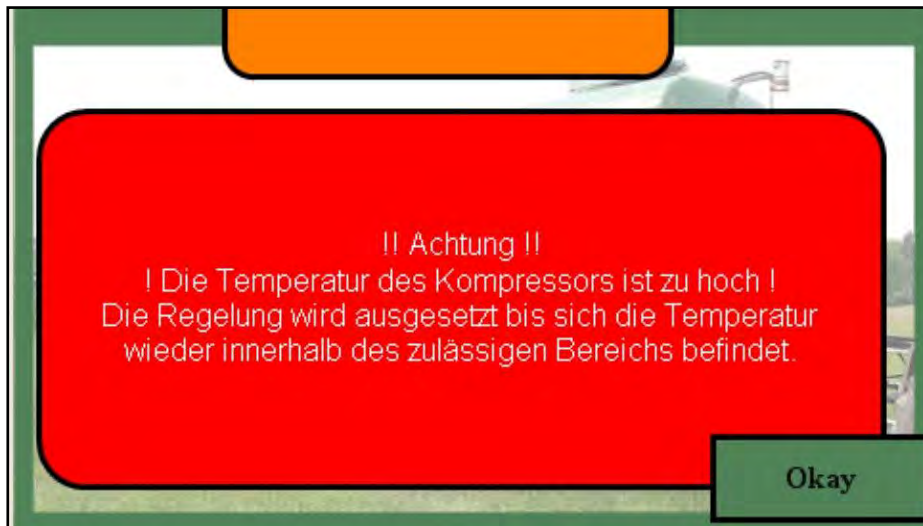 !! Achtung !!
! Die Temperatur des Kompressors ist zu hoch !
Die Regelung wird ausgesetzt bis sich die Temperatur
wieder innerhalb des zulässigen Bereichs befindet.
Okay